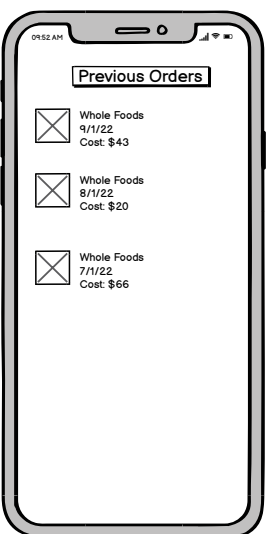 09:52 AM
Previous Orders
Whole Foods
9/1/22
Cost: $43
Whole Foods
8/1/22
Cost: $20
Whole Foods
7/1/22
Cost: $66